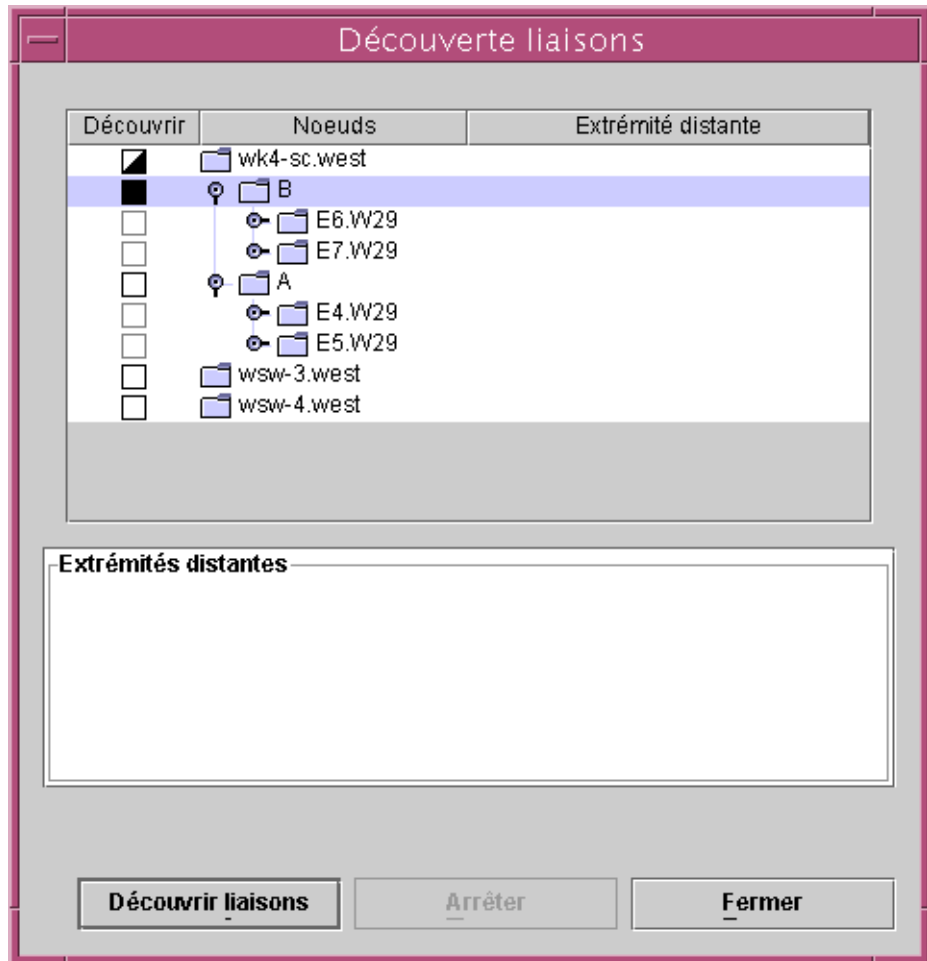 Découverte liaisons
Découvrir Noeuds Extrémité distante
wk4-sc.west
B
E6.W29
E7.W29
A
E4.W29
E5.W29
wsw-3.west
wsw-4.west
Extrémités distantes
Découvrir liaisons Arrêter Fermer